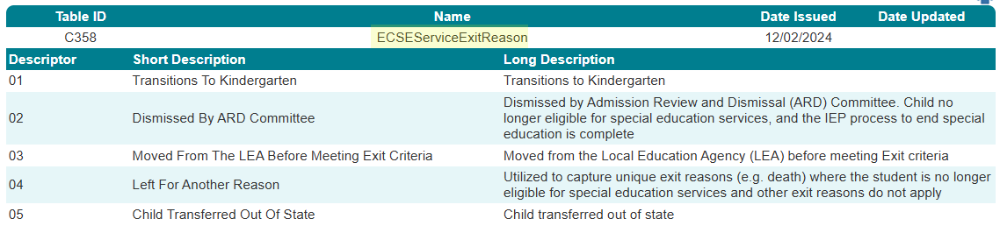 Table ID Name Date Issued Date Updated
C358 ECSEServiceExitReason 12/02/2024
Descriptor Short Description Long Description
01 Transitions To Kindergarten Transitions to Kindergarten
02 Dismissed By ARD Committee Dismissed by Admission Review and Dismissal (ARD) Committee. Child no
longer eligible for special education services, and the IEP process to end special
education is complete
03 Moved From The LEA Before Meeting Exit Criteria Moved from the Local Education Agency (LEA) before meeting Exit criteria
04 Left For Another Reason Utilized to capture unique exit reasons (e.g. death) where the student is no longer
eligible for special education services and other exit reasons do not apply
05 Child Transferred Out Of State Child transferred out of state